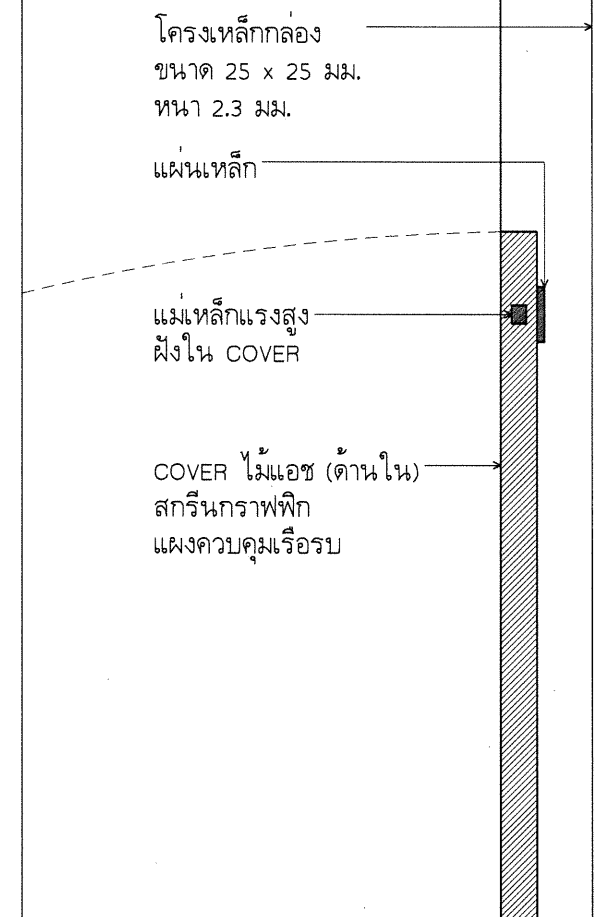 โครงเหล็กกล่อง
ขนาด 25 x 25 มม.
หนา 2.3 มม.
แผ่นเหล็ก
แม่เหล็กแรงสูง
ฝังใน COVER
COVER ไม้แอช (ด้านใน)
สกรีนกราฟฟิก
แผงควบคุมเรือรบ